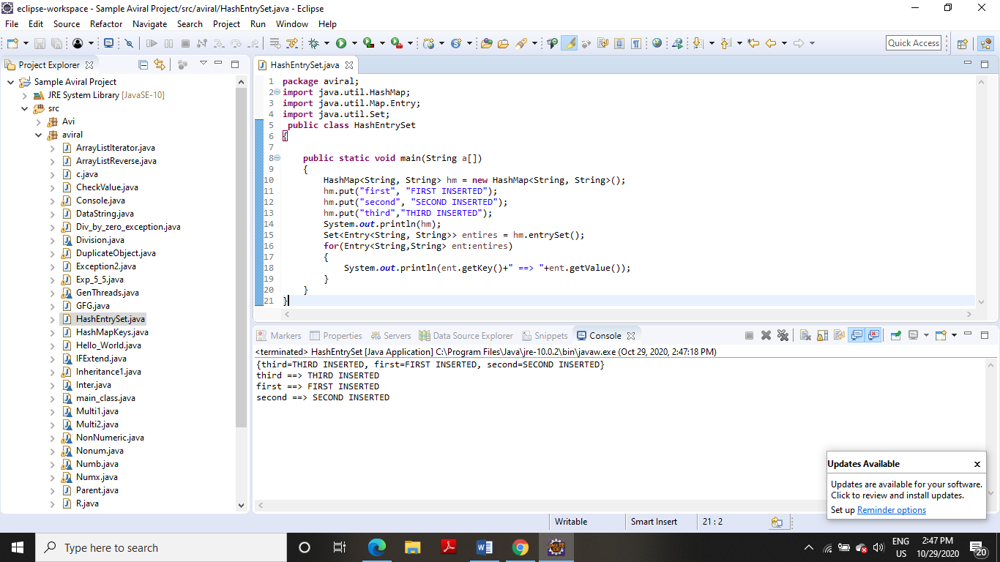 eclipse-workspace - Sample Aviral Project/src/aviral/HashEntrySet.java - Eclipse
File Edit Source Refactor Navigate Search Project Run Window Help
Quick Access
Project Explorer
Sample Aviral Project
JRE System Library [JavaSE-10]
src
Avi
aviral
ArrayListIterator.java
ArrayListReverse.java
c.java
CheckValue.java
Console.java
DataString.java
Div_by_zero_exception.java
Division.java
DuplicateObject.java
Exception2.java
Exp_5_5.java
GenThreads.java
GFG.java
HashEntrySet.java
HashMapKeys.java
Hello_World.java
IFExtend.java
Inheritance1.java
Inter.java
main_class.java
Multi1.java
Multi2.java
NonNumeric.java
Nonum.java
Numb.java
Numx.java
Parent.java
R.java
HashEntrySet.java
1 package aviral;
2 import java.util.HashMap;
3 import java.util.Map.Entry;
4 import java.util.Set;
5 public class HashEntrySet
6 {
7
8 public static void main(String a[])
9 {
10 HashMap<String, String> hm = new HashMap<String, String>();
11 hm.put("first", "FIRST INSERTED");
12 hm.put("second", "SECOND INSERTED");
13 hm.put("third","THIRD INSERTED");
14 System.out.println(hm);
15 Set<Entry<String, String>> entires = hm.entrySet();
16 for(Entry<String,String> ent:entires)
17 {
18 System.out.println(ent.getKey()+" ==> "+ent.getValue());
19 }
20 }
21 }
Markers Properties Servers Data Source Explorer Snippets Console
<terminated> HashEntrySet [Java Application] C:\Program Files\Java\jre-10.0.2\bin\javaw.exe (Oct 29, 2020, 2:47:18 PM)
{third=THIRD INSERTED, first=FIRST INSERTED, second=SECOND INSERTED}
third ==> THIRD INSERTED
first ==> FIRST INSERTED
second ==> SECOND INSERTED
Updates Available
Updates are available for your software.
Click to review and install updates.
Set up Reminder options
Writable Smart Insert 21 : 2
Type here to search
ENG
US
2:47 PM
10/29/2020
20